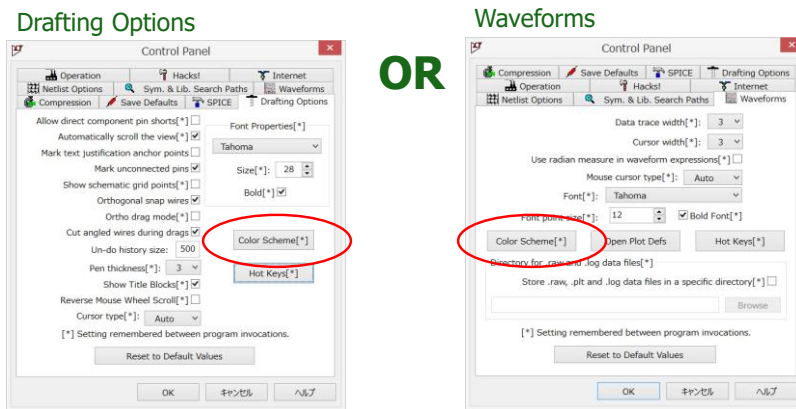 Drafting Options
Control Panel
Operation Hacks! Internet
Netlist Options Sym. & Lib. Search Paths Waveforms
Compression Save Defaults SPICE Drafting Options
Allow direct component pin shorts[*]
Automatically scroll the view[*]
Mark text justification anchor points
Mark unconnected pins
Show schematic grid points[*]
Orthogonal snap wires
Ortho drag mode[*]
Cut angled wires during drags
Un-do history size: 500
Pen thickness[*]: 3
Show Title Blocks[*]
Reverse Mouse Wheel Scroll[*]
Cursor type[*]: Auto
Font Properties[*]
Tahoma
Size[*]: 28
Bold[*]
Color Scheme[*]
Hot Keys[*]
[*] Setting remembered between program invocations.
Reset to Default Values
OK キャンセル ヘルプ
OR
Waveforms
Control Panel
Compression Save Defaults SPICE Drafting Options
Operation Hacks! Internet
Netlist Options Sym. & Lib. Search Paths Waveforms
Data trace width[*]: 3
Cursor width[*]: 3
Use radian measure in waveform expressions[*]
Mouse cursor type[*]: Auto
Font[*]: Tahoma
Font point size[*]: 12 Bold Font[*]
Color Scheme[*] Open Plot Defs Hot Keys[*]
Directory for .raw and .log data files[*]
Store .raw, .plt and .log data files in a specific directory[*]
Browse
[*] Setting remembered between program invocations.
Reset to Default Values
OK キャンセル ヘルプ